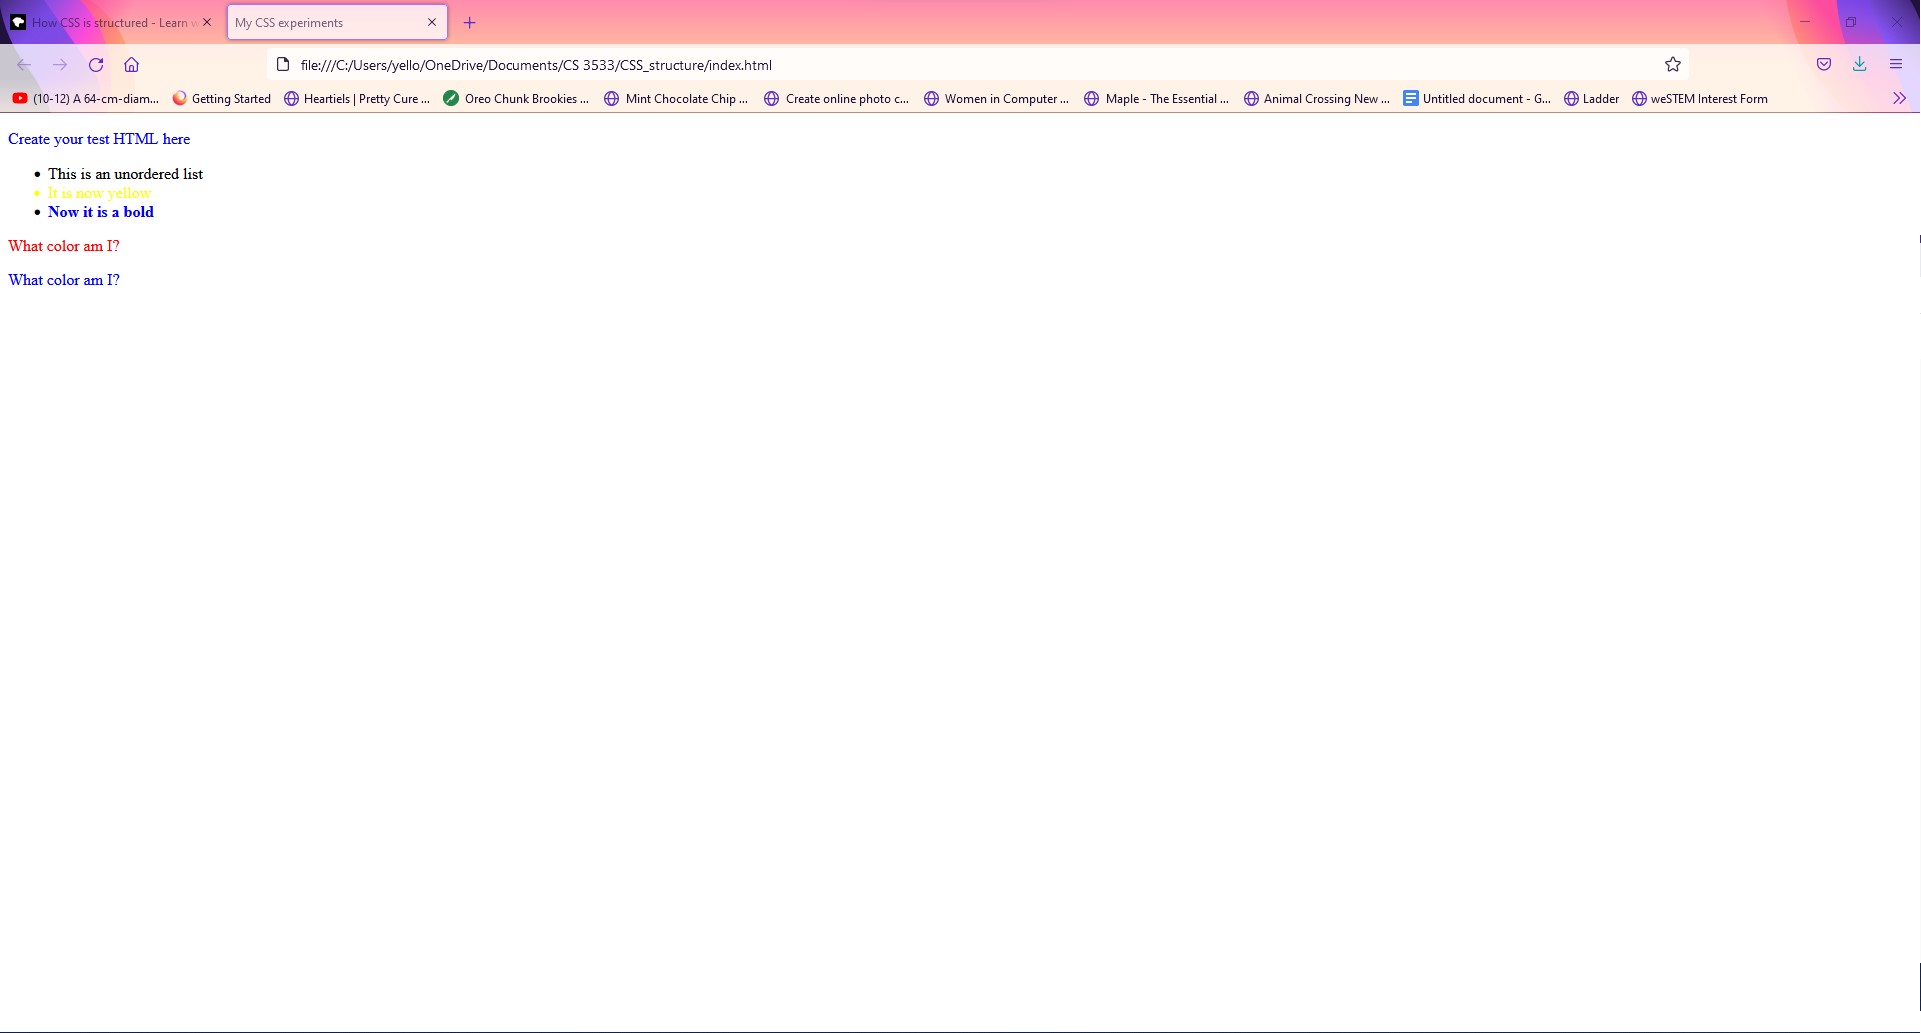 How CSS is structured - Learn w
My CSS experiments
file:///C:/Users/yello/OneDrive/Documents/CS 3533/CSS_structure/index.html
(10-12) A 64-cm-diam...
Getting Started
Heartiels | Pretty Cure ...
Oreo Chunk Brookies ...
Mint Chocolate Chip ...
Create online photo c...
Women in Computer ...
Maple - The Essential ...
Animal Crossing New ...
Untitled document - G...
Ladder
weSTEM Interest Form
Create your test HTML here
This is an unordered list
It is now yellow
Now it is a bold
What color am I?
What color am I?